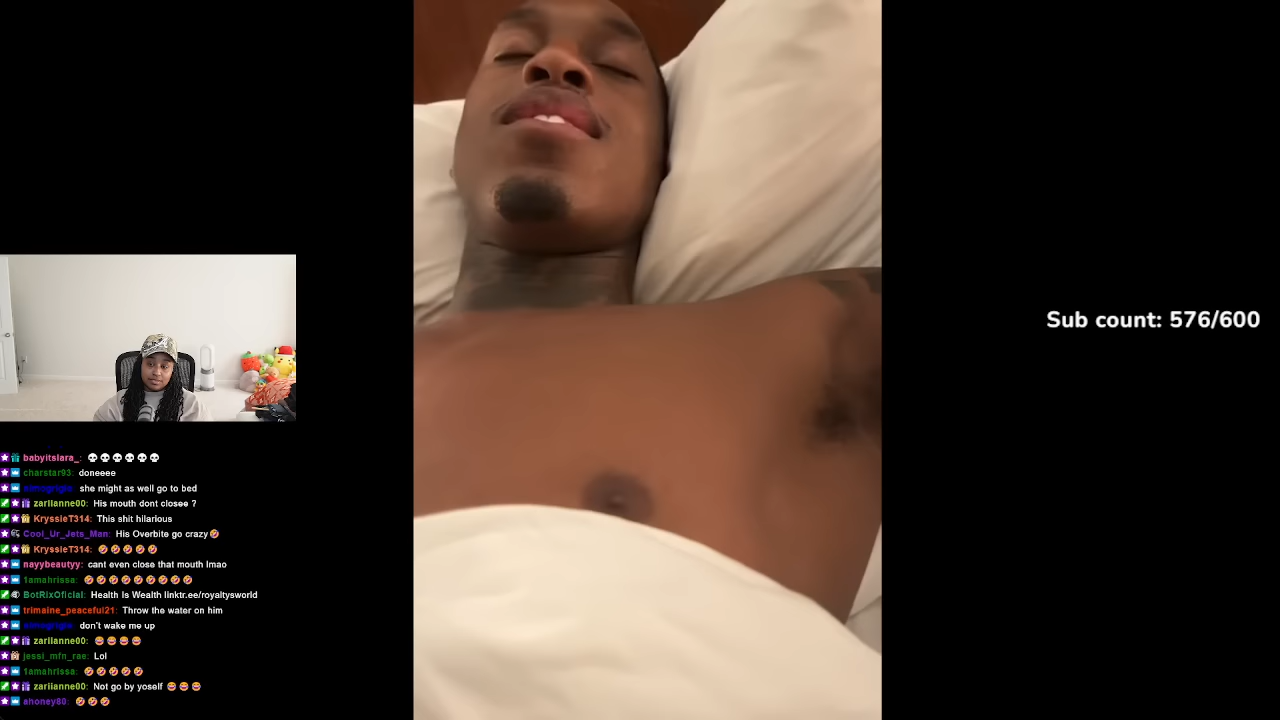 Sub count: 576/600
babyitslara_: 💀💀💀💀💀💀
charstar93: doneeee
she might as well go to bed
zarlianne00: His mouth dont closee ?
KryssieT314: This shit hilarious
Cool_Ur_Jets_Man: His Overbite go crazy🤣
KryssieT314: 🤣🤣🤣🤣🤣
nayybeautyy: cant even close that mouth lmao
1amahrissa: 🤣🤣🤣🤣🤣🤣🤣🤣🤣
BotRixOficial: Health Is Wealth linktr.ee/royaltysworld
trimaine_peaceful21: Throw the water on him
don't wake me up
zarlianne00: 😂😂😂😂
jessi_mfn_rae: Lol
1amahrissa: 🤣🤣🤣🤣🤣
zarlianne00: Not go by yoself 😂😂😂
ahoney80: 🤣🤣🤣